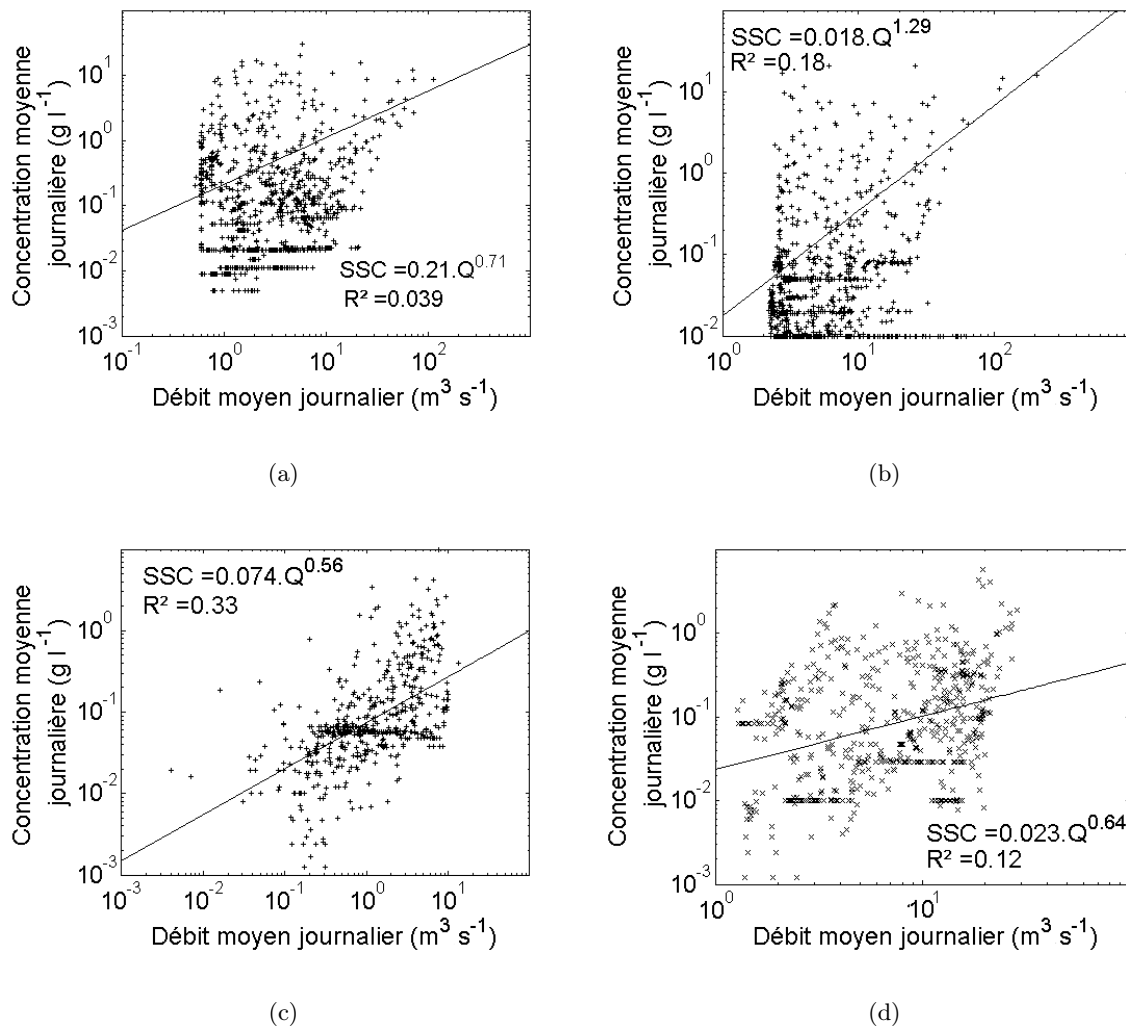 10^1
10^0
10^-1
10^-2
10^-3
Concentration moyenne
journalière (g l^-1)
SSC =0.21.Q^0.71
R² =0.039
10^-1
10^0
10^1
10^2
Débit moyen journalier (m^3 s^-1)
(a)
SSC =0.018.Q^1.29
R² =0.18
10^1
10^0
10^-1
10^-2
Concentration moyenne
journalière (g l^-1)
10^0
10^1
10^2
Débit moyen journalier (m^3 s^-1)
(b)
SSC =0.074.Q^0.56
R² =0.33
10^0
10^-1
10^-2
10^-3
Concentration moyenne
journalière (g l^-1)
10^-3
10^-2
10^-1
10^0
10^1
Débit moyen journalier (m^3 s^-1)
(c)
10^0
10^-1
10^-2
10^-3
Concentration moyenne
journalière (g l^-1)
SSC =0.023.Q^0.64
R² =0.12
10^0
10^1
Débit moyen journalier (m^3 s^-1)
(d)